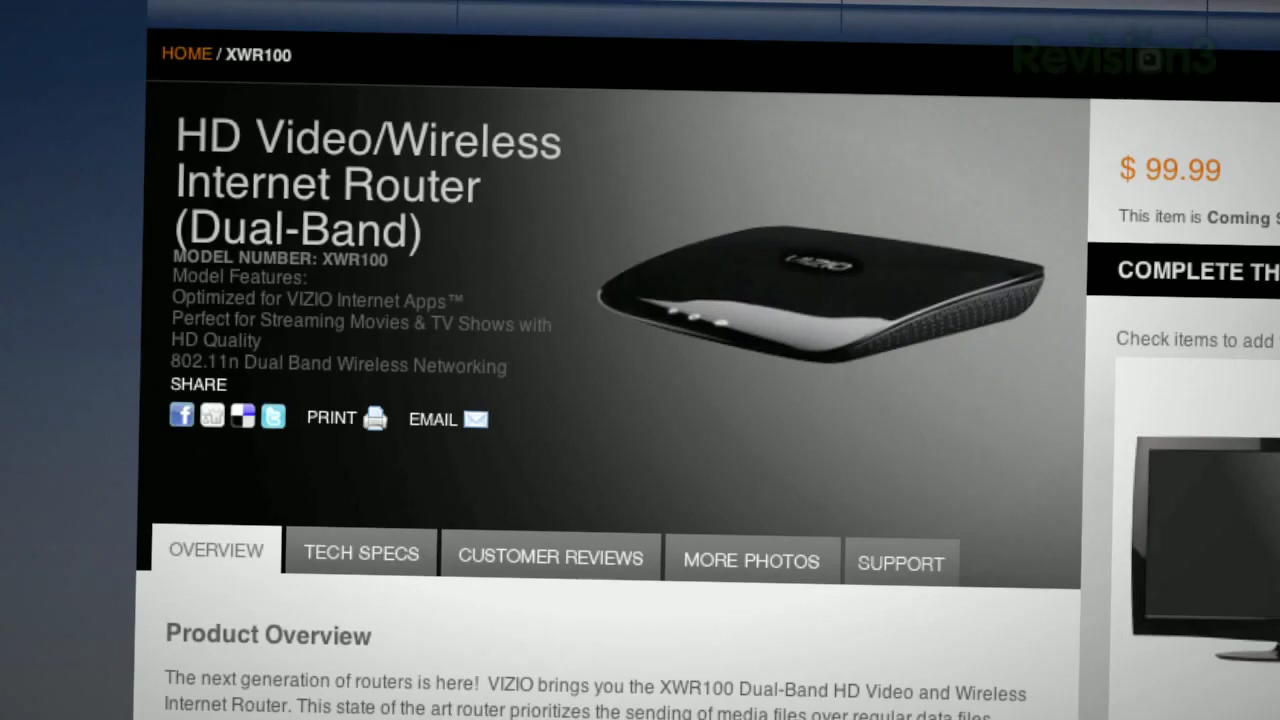 HOME / XWR100
Revision3
HD Video/Wireless
Internet Router
(Dual-Band)
MODEL NUMBER: XWR100
Model Features:
Optimized for VIZIO Internet Apps™
Perfect for Streaming Movies & TV Shows with
HD Quality
802.11n Dual Band Wireless Networking
SHARE
PRINT
EMAIL
VIZIO
$ 99.99
This item is Coming
COMPLETE TH
Check items to add
OVERVIEW
TECH SPECS
CUSTOMER REVIEWS
MORE PHOTOS
SUPPORT
Product Overview
The next generation of routers is here! VIZIO brings you the XWR100 Dual-Band HD Video and Wireless
Internet Router. This state of the art router prioritizes the sending of media files over regular data files.